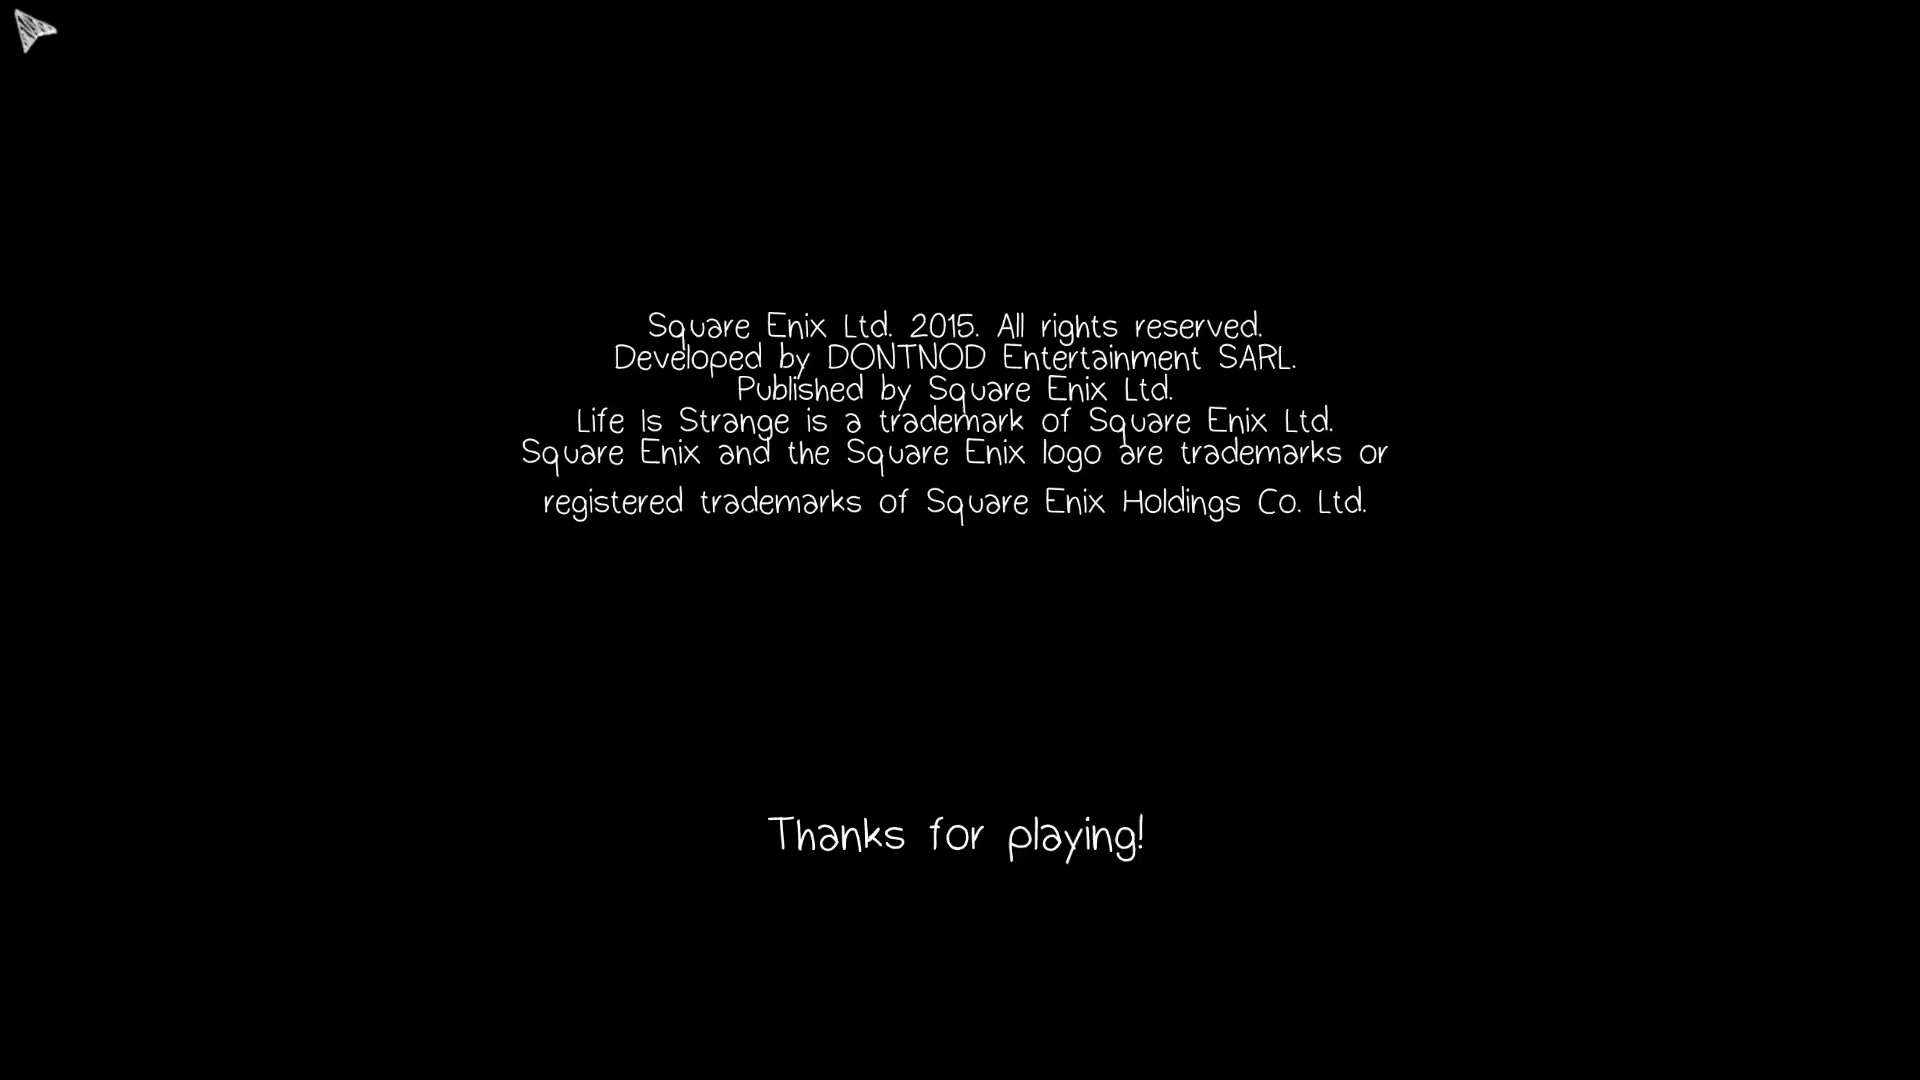 Square Enix Ltd. 2015. All rights reserved.
Developed by DONTNOD Entertainment SARL.
Published by Square Enix Ltd.
Life Is Strange is a trademark of Square Enix Ltd.
Square Enix and the Square Enix logo are trademarks or
registered trademarks of Square Enix Holdings Co. Ltd.
Thanks for playing!